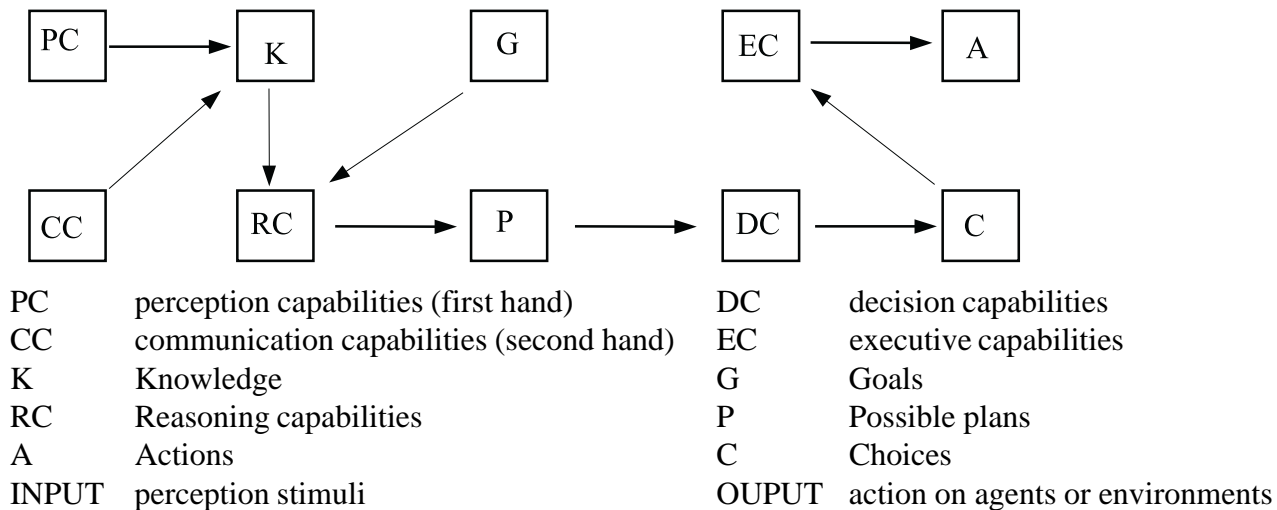 PC K G EC A
CC RC P DC C
PC perception capabilities (first hand) DC decision capabilities
CC communication capabilities (second hand) EC executive capabilities
K Knowledge G Goals
RC Reasoning capabilities P Possible plans
A Actions C Choices
INPUT perception stimuli OUPUT action on agents or environments